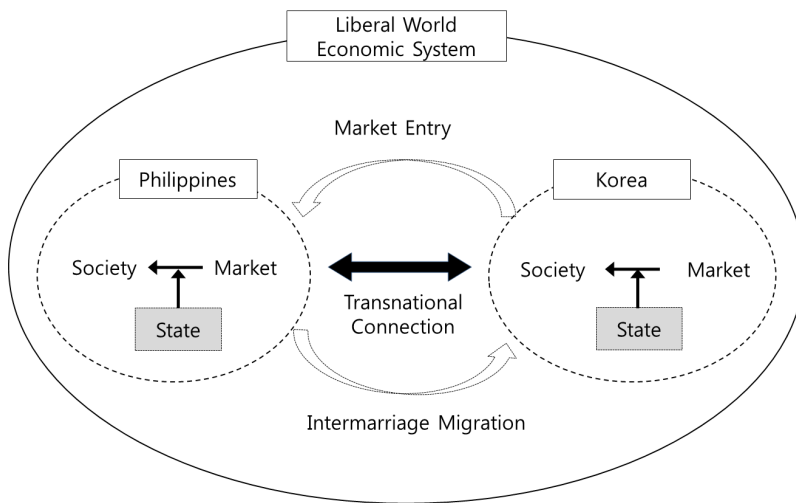 Liberal World
Economic System
Market Entry
Philippines
Korea
Society
Market
State
Transnational
Connection
Society
Market
State
Intermarriage Migration